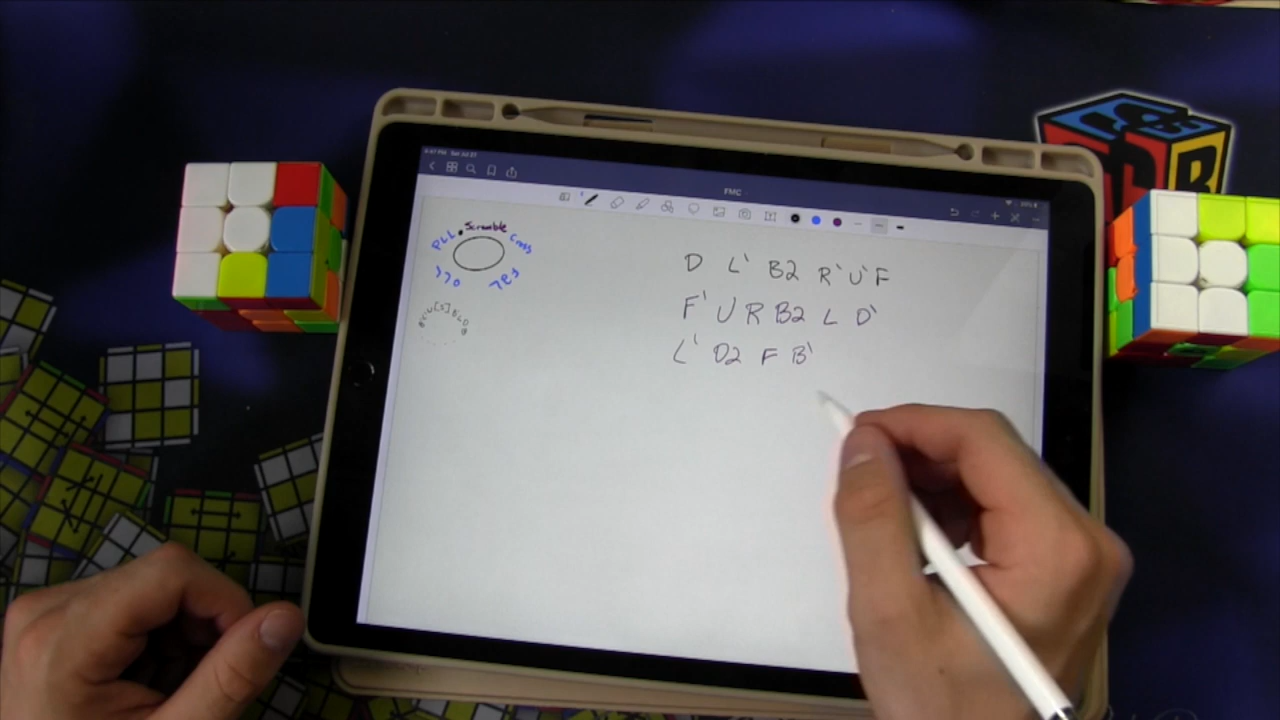 FMC
Scramble
Cross
F2L
OLL
PLL
D L' B2 R' U' F
F' U R B2 L D'
L' D2 F B'